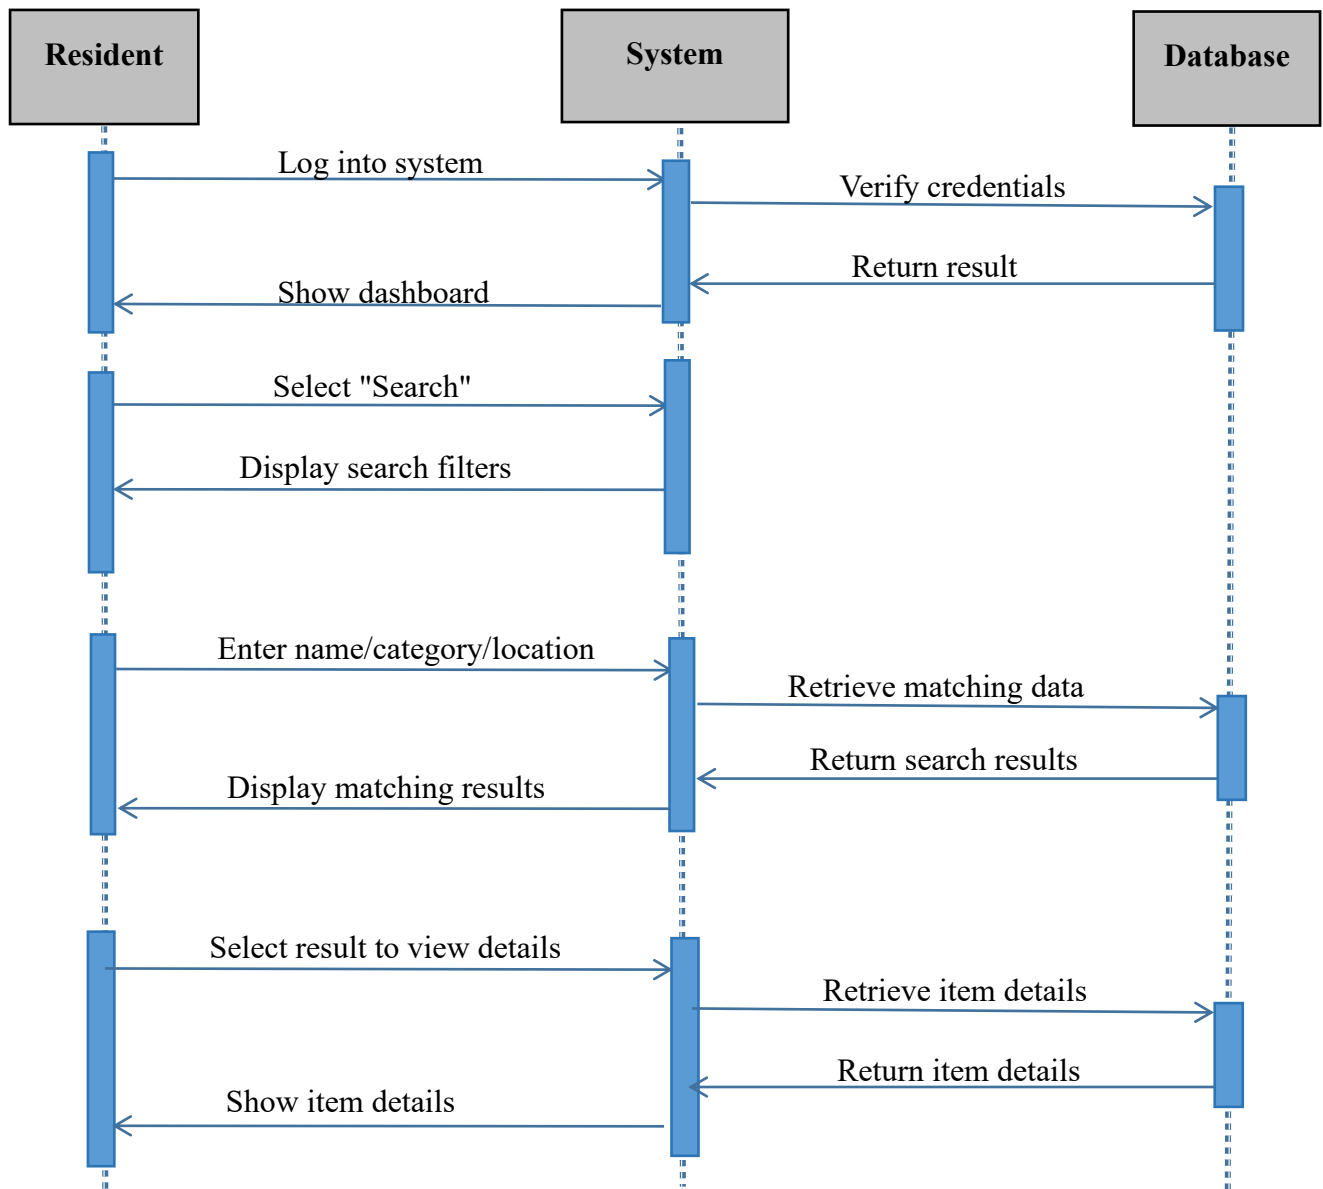 Resident
System
Database
Log into system
Verify credentials
Return result
Show dashboard
Select "Search"
Display search filters
Enter name/category/location
Retrieve matching data
Return search results
Display matching results
Select result to view details
Retrieve item details
Return item details
Show item details